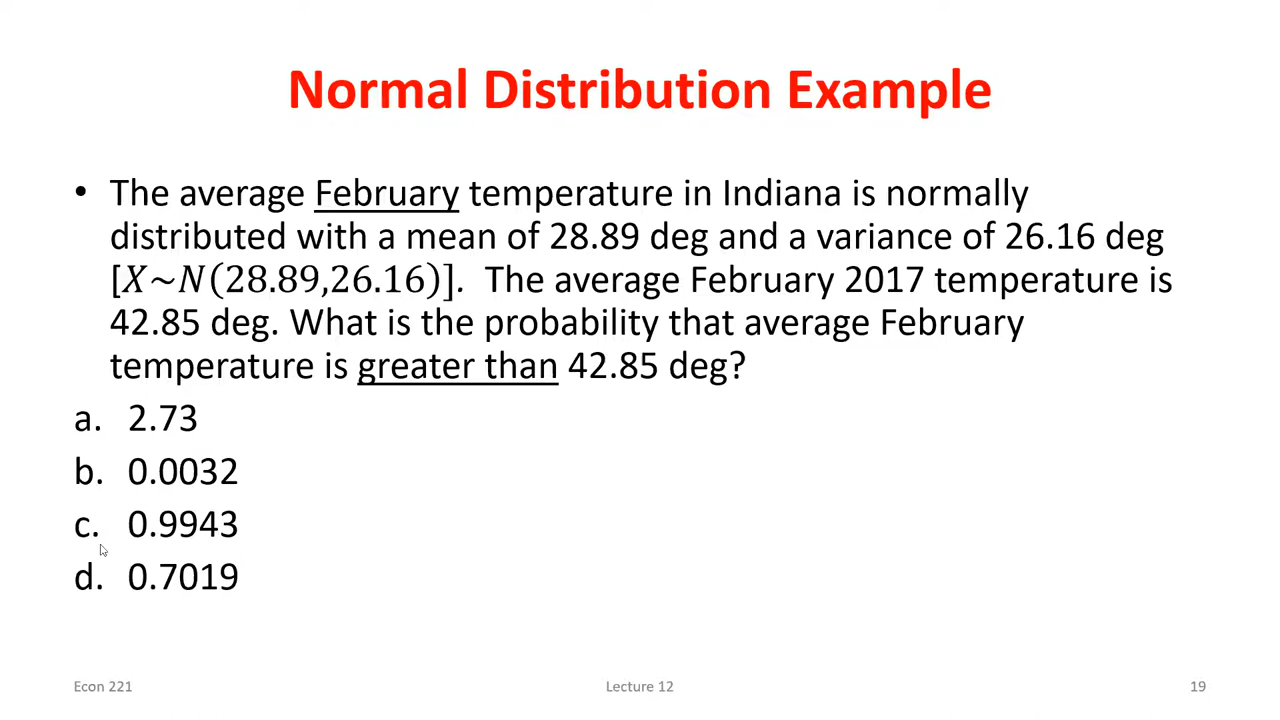 Normal Distribution Example
• The average February temperature in Indiana is normally
distributed with a mean of 28.89 deg and a variance of 26.16 deg
[X~N(28.89,26.16)]. The average February 2017 temperature is
42.85 deg. What is the probability that average February
temperature is greater than 42.85 deg?
a. 2.73
b. 0.0032
c. 0.9943
d. 0.7019
Econ 221
Lecture 12
19